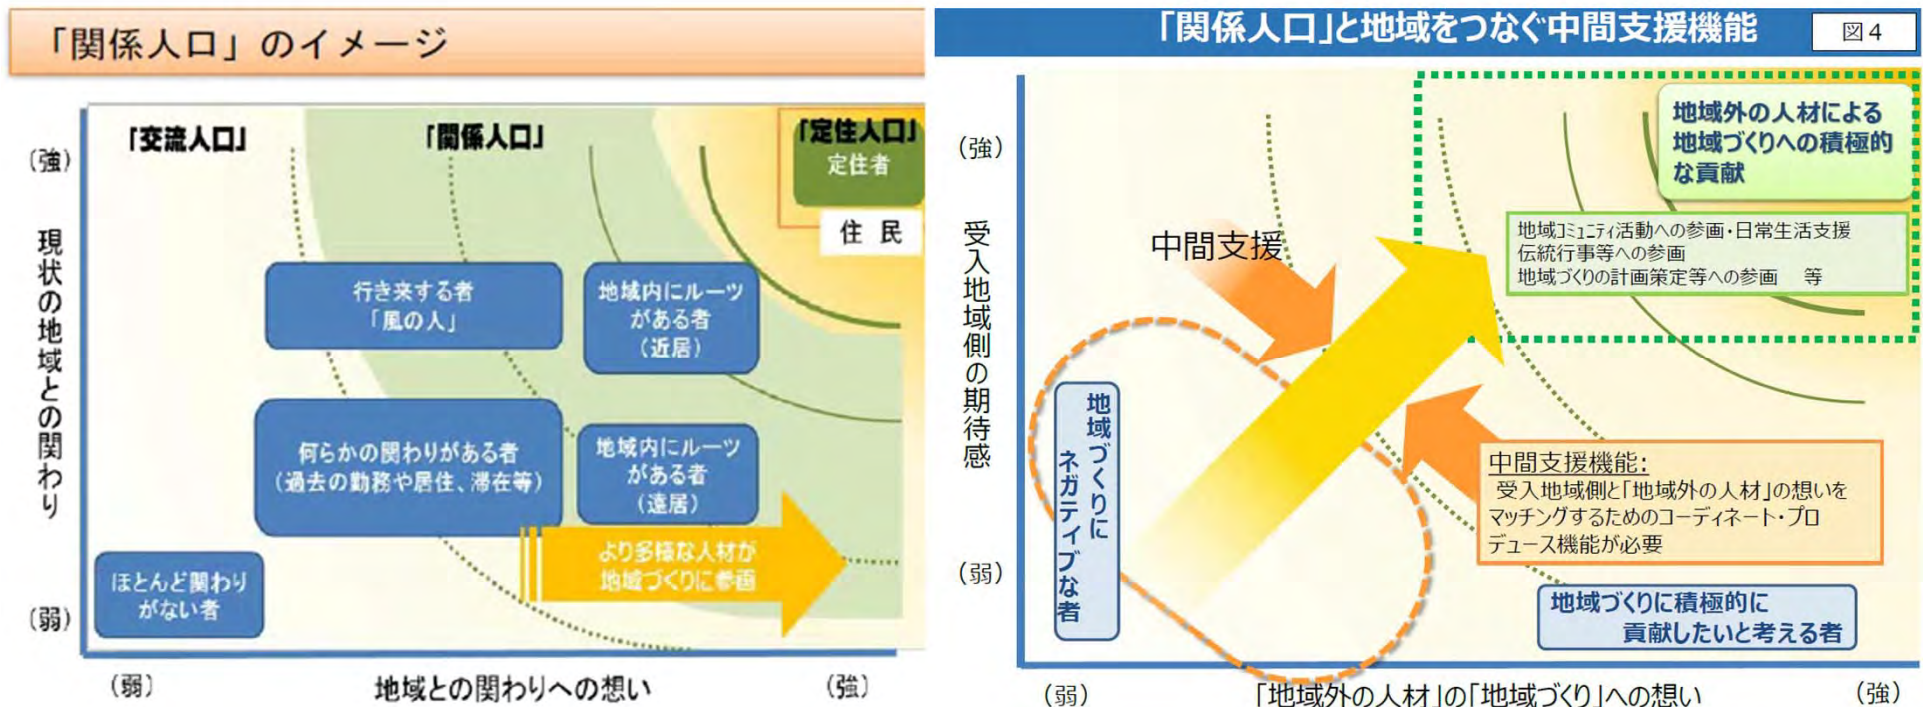 「関係人口」のイメージ
「交流人口」
「関係人口」
「定住人口」
定住者
住 民
(強)
現状の地域との関わり
(弱)
行き来する者
「風の人」
地域内にルーツ
がある者
(近居)
何らかの関わりがある者
(過去の勤務や居住、滞在等)
地域内にルーツ
がある者
(遠居)
より多様な人材が
地域づくりに参画
ほとんど関わり
がない者
(弱)
地域との関わりへの想い
(強)
「関係人口」と地域をつなぐ中間支援機能
図4
(強)
受入地域側の期待感
(弱)
地域外の人材による
地域づくりへの積極的
な貢献
地域コミュニティ活動への参画・日常生活支援
伝統行事等への参画
地域づくりの計画策定等への参画 等
中間支援
地域づくりに
ネガティブな者
中間支援機能:
受入地域側と「地域外の人材」の想いを
マッチングするためのコーディネート・プロ
デュース機能が必要
地域づくりに積極的に
貢献したいと考える者
(弱)
「地域外の人材」の「地域づくり」への想い
(強)